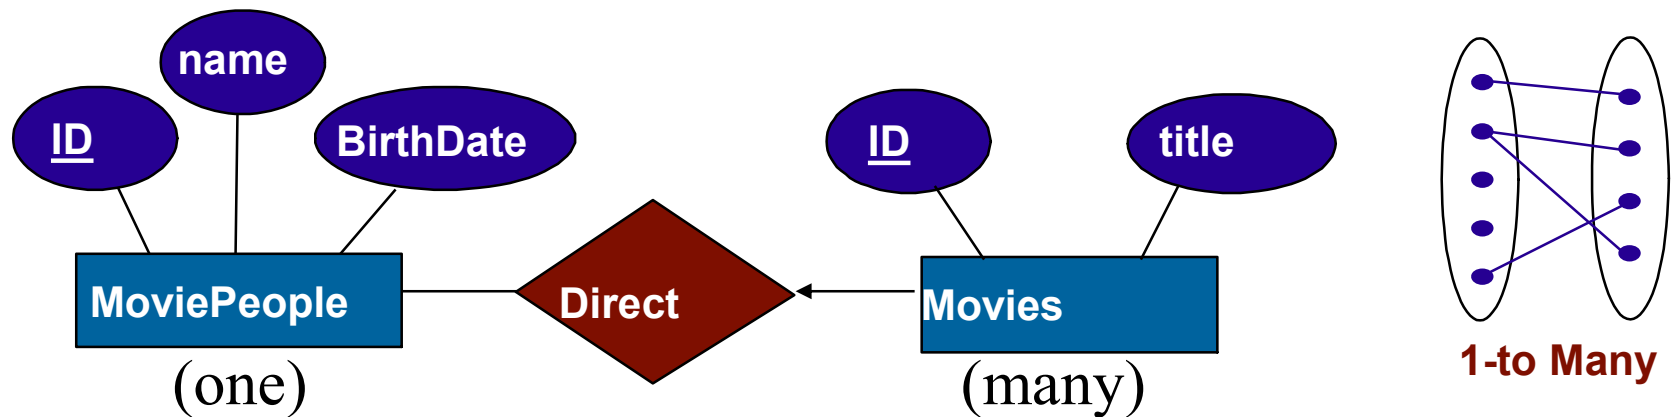 name
ID
BirthDate
ID
title
MoviePeople
Direct
Movies
(one)
(many)
1-to Many